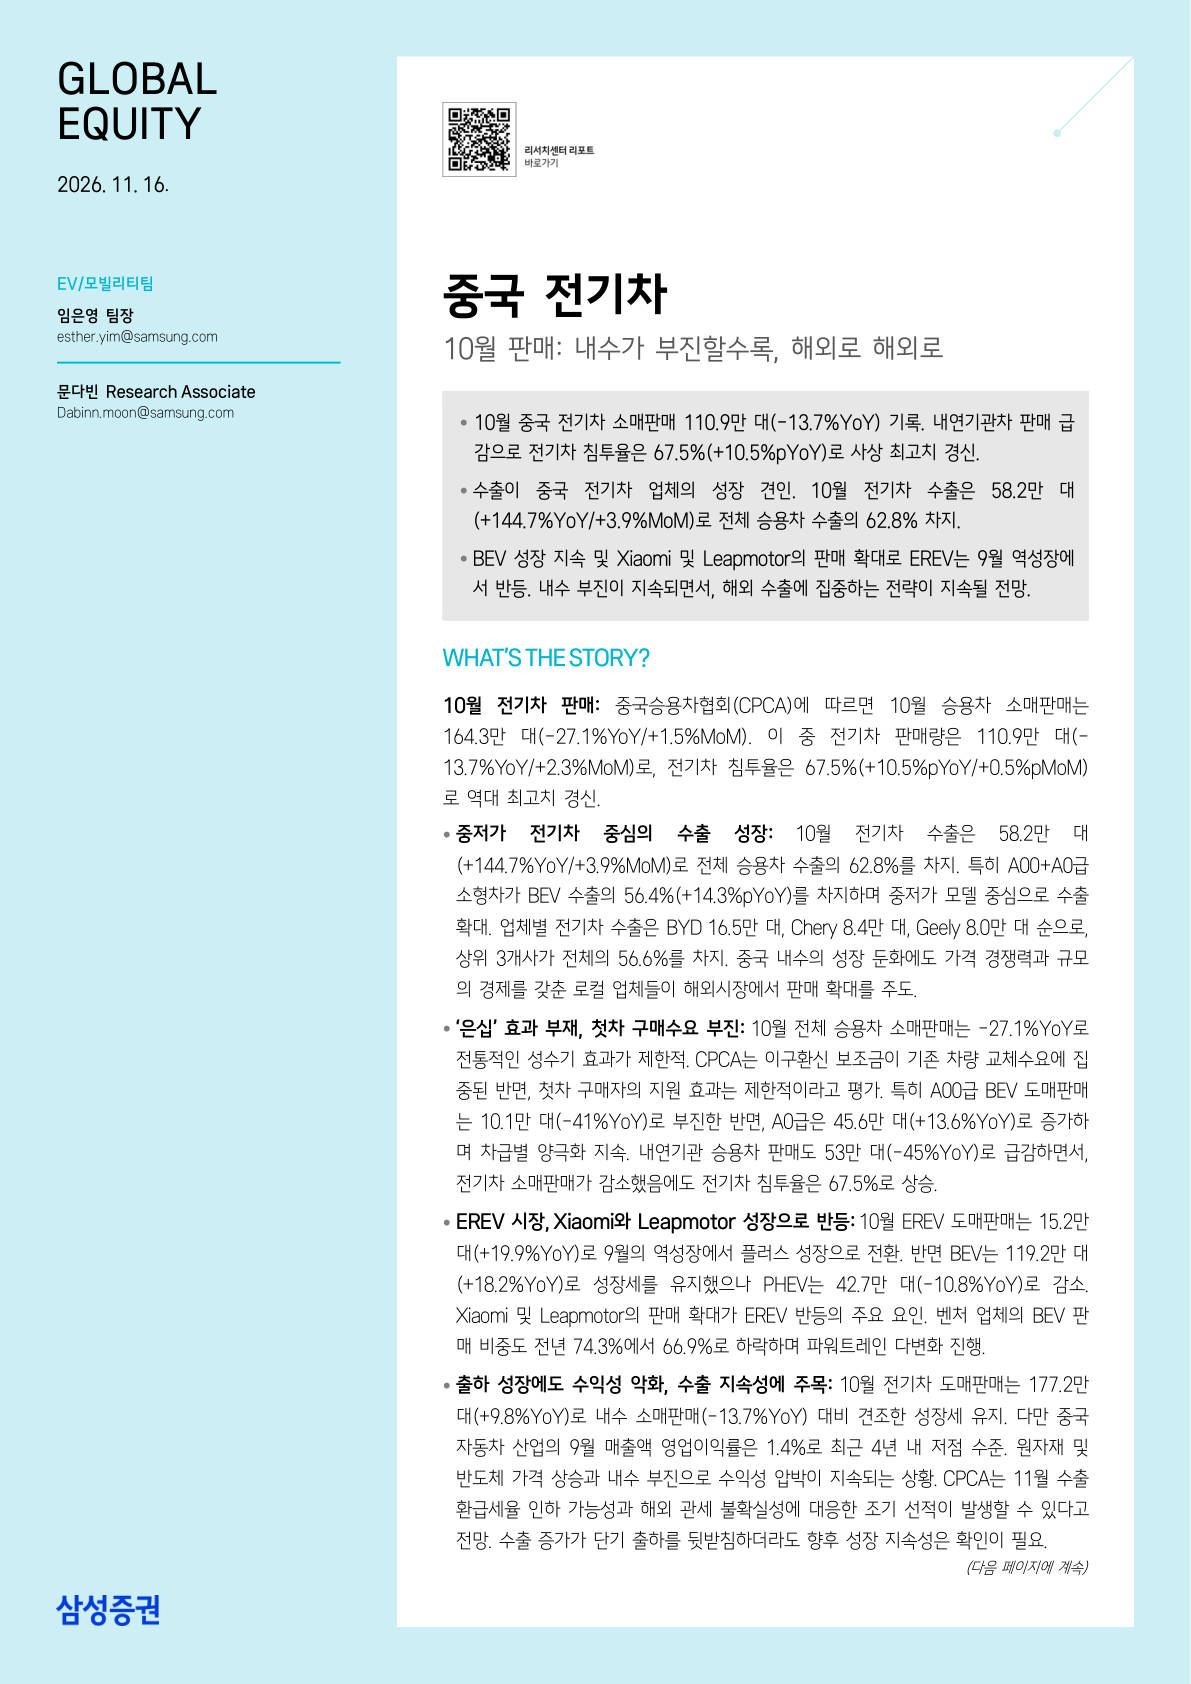 GLOBAL
EQUITY
2026. 11. 16.
EV/모빌리티팀
임은영 팀장
esther.yim@samsung.com
문다빈 Research Associate
Dabinn.moon@samsung.com
리서치센터 리포트
바로가기
중국 전기차
10월 판매: 내수가 부진할수록, 해외로 해외로
• 10월 중국 전기차 소매판매 110.9만 대(-13.7%YoY) 기록. 내연기관차 판매 급
감으로 전기차 침투율은 67.5%(+10.5%pYoY)로 사상 최고치 경신.
• 수출이 중국 전기차 업체의 성장 견인. 10월 전기차 수출은 58.2만 대
(+144.7%YoY/+3.9%MoM)로 전체 승용차 수출의 62.8% 차지.
• BEV 성장 지속 및 Xiaomi 및 Leapmotor의 판매 확대로 EREV는 9월 역성장에
서 반등. 내수 부진이 지속되면서, 해외 수출에 집중하는 전략이 지속될 전망.
WHAT'S THE STORY?
10월 전기차 판매: 중국승용차협회(CPCA)에 따르면 10월 승용차 소매판매는
164.3만 대(-27.1%YoY/+1.5%MoM). 이 중 전기차 판매량은 110.9만 대(-
13.7%YoY/+2.3%MoM)로, 전기차 침투율은 67.5%(+10.5%pYoY/+0.5%pMoM)
로 역대 최고치 경신.
• 중저가 전기차 중심의 수출 성장: 10월 전기차 수출은 58.2만 대
(+144.7%YoY/+3.9%MoM)로 전체 승용차 수출의 62.8%를 차지. 특히 A00+A0급
소형차가 BEV 수출의 56.4%(+14.3%pYoY)를 차지하며 중저가 모델 중심으로 수출
확대. 업체별 전기차 수출은 BYD 16.5만 대, Chery 8.4만 대, Geely 8.0만 대 순으로,
상위 3개사가 전체의 56.6%를 차지. 중국 내수의 성장 둔화에도 가격 경쟁력과 규모
의 경제를 갖춘 로컬 업체들이 해외시장에서 판매 확대를 주도.
• ‘은십’ 효과 부재, 첫차 구매수요 부진: 10월 전체 승용차 소매판매는 -27.1%YoY로
전통적인 성수기 효과가 제한적. CPCA는 이구환신 보조금이 기존 차량 교체수요에 집
중된 반면, 첫차 구매자의 지원 효과는 제한적이라고 평가. 특히 A00급 BEV 도매판매
는 10.1만 대(-41%YoY)로 부진한 반면, A0급은 45.6만 대(+13.6%YoY)로 증가하
며 차급별 양극화 지속. 내연기관 승용차 판매도 53만 대(-45%YoY)로 급감하면서,
전기차 소매판매가 감소했음에도 전기차 침투율은 67.5%로 상승.
• EREV 시장, Xiaomi와 Leapmotor 성장으로 반등: 10월 EREV 도매판매는 15.2만
대(+19.9%YoY)로 9월의 역성장에서 플러스 성장으로 전환. 반면 BEV는 119.2만 대
(+18.2%YoY)로 성장세를 유지했으나 PHEV는 42.7만 대(-10.8%YoY)로 감소.
Xiaomi 및 Leapmotor의 판매 확대가 EREV 반등의 주요 요인. 벤처 업체의 BEV 판
매 비중도 전년 74.3%에서 66.9%로 하락하며 파워트레인 다변화 진행.
• 출하 성장에도 수익성 악화, 수출 지속성에 주목: 10월 전기차 도매판매는 177.2만
대(+9.8%YoY)로 내수 소매판매(-13.7%YoY) 대비 견조한 성장세 유지. 다만 중국
자동차 산업의 9월 매출액 영업이익률은 1.4%로 최근 4년 내 저점 수준. 원자재 및
반도체 가격 상승과 내수 부진으로 수익성 압박이 지속되는 상황. CPCA는 11월 수출
환급세율 인하 가능성과 해외 관세 불확실성에 대응한 조기 선적이 발생할 수 있다고
전망. 수출 증가가 단기 출하를 뒷받침하더라도 향후 성장 지속성은 확인이 필요.
(다음 페이지에 계속)
삼성증권